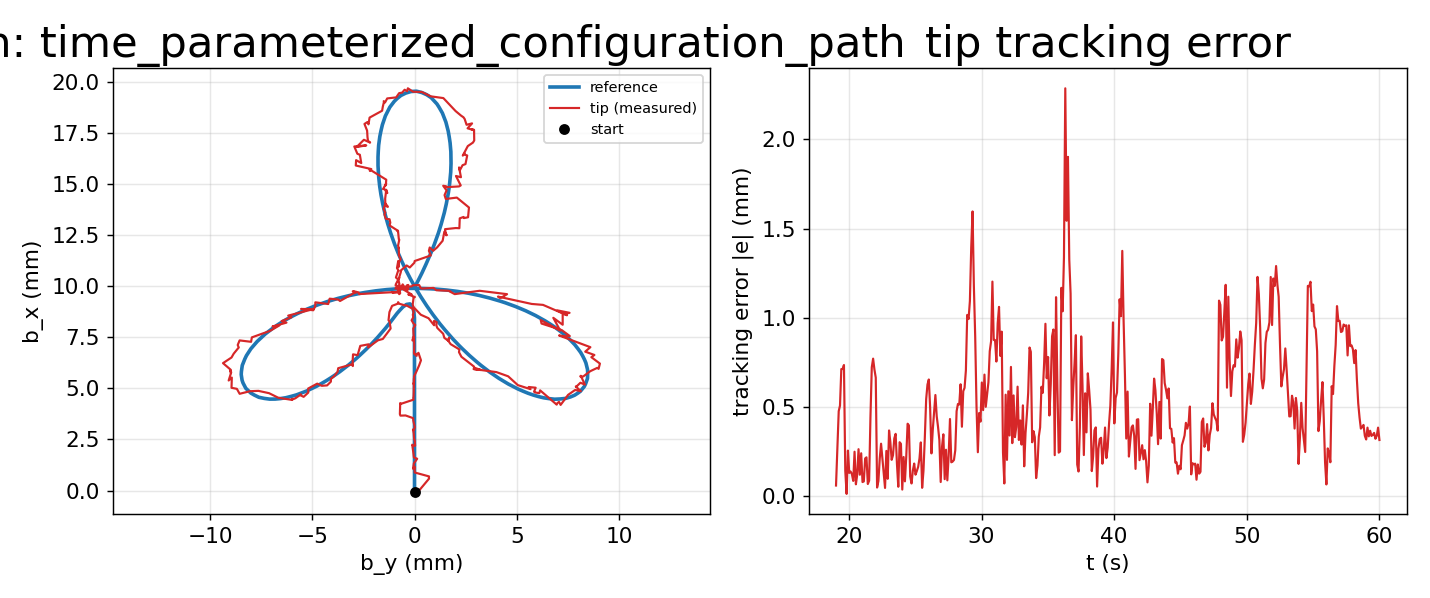 n: time_parameterized_configuration_path
tip tracking error
20.0
17.5
15.0
12.5
10.0
7.5
5.0
2.5
0.0
b_x (mm)
reference
tip (measured)
start
−10
−5
0
5
10
b_y (mm)
2.0
1.5
1.0
0.5
0.0
tracking error |e| (mm)
20
30
40
50
60
t (s)